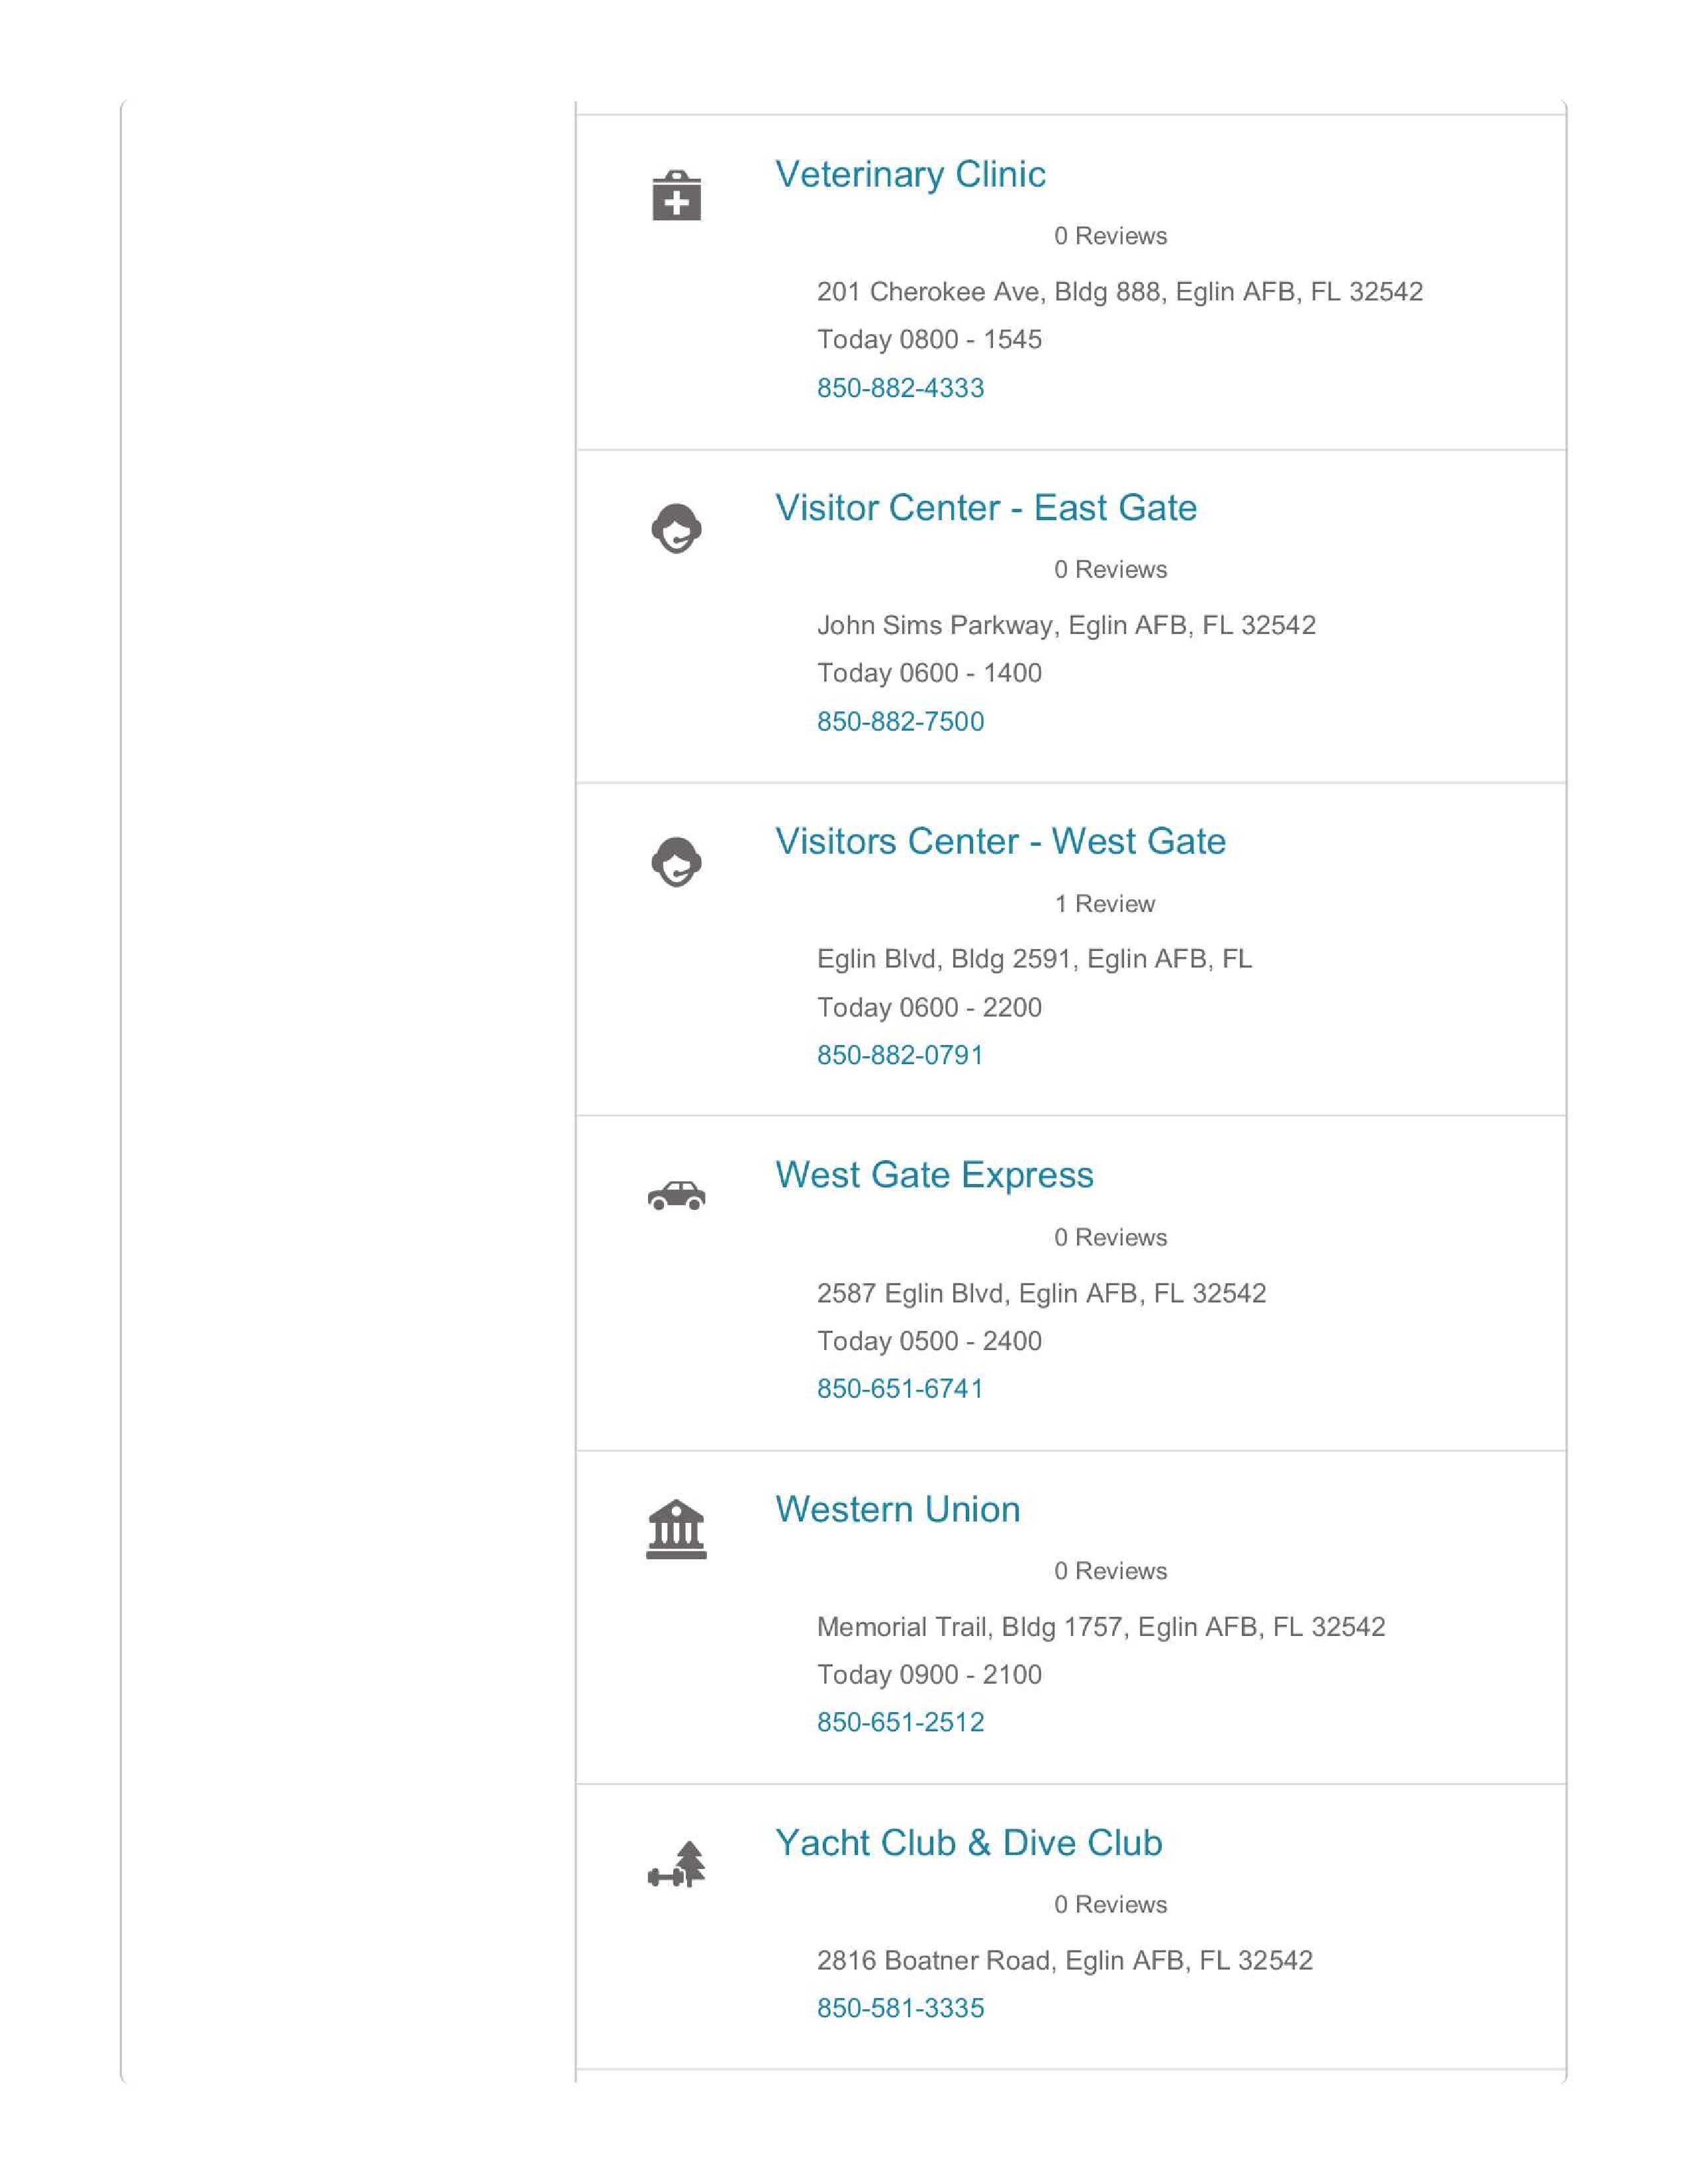 Veterinary Clinic
0 Reviews
201 Cherokee Ave, Bldg 888, Eglin AFB, FL 32542
Today 0800 - 1545
850-882-4333
Visitor Center - East Gate
0 Reviews
John Sims Parkway, Eglin AFB, FL 32542
Today 0600 - 1400
850-882-7500
Visitors Center - West Gate
1 Review
Eglin Blvd, Bldg 2591, Eglin AFB, FL
Today 0600 - 2200
850-882-0791
West Gate Express
0 Reviews
2587 Eglin Blvd, Eglin AFB, FL 32542
Today 0500 - 2400
850-651-6741
Western Union
0 Reviews
Memorial Trail, Bldg 1757, Eglin AFB, FL 32542
Today 0900 - 2100
850-651-2512
Yacht Club & Dive Club
0 Reviews
2816 Boatner Road, Eglin AFB, FL 32542
850-581-3335